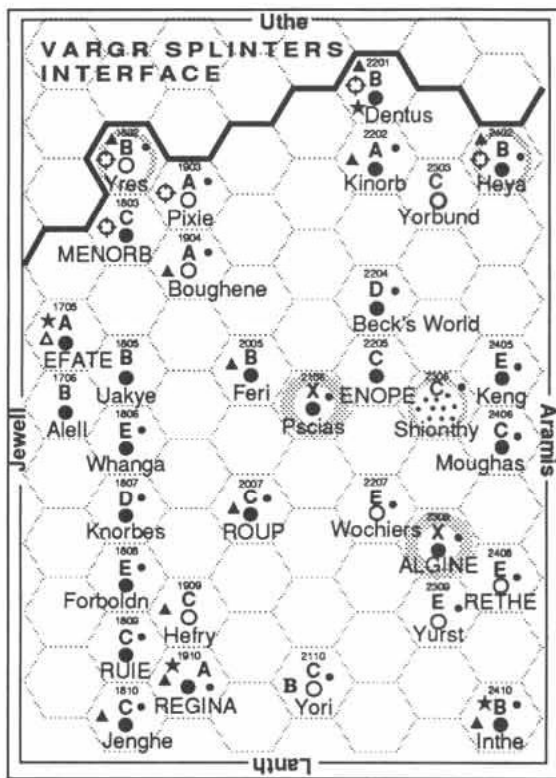 Uthe
VARGR SPLINTERS
INTERFACE
2201
B
Dentus
2202
A
Kinorb
2303
C
Yorbund
2402
B
Heya
B
Yres
1903
A
Pixie
1803
C
MENORB
1904
A
Boughene
2204
D
Beck's World
1705
A
EFATE
1805
B
Uakye
2005
B
Feri
X
Pscias
2205
C
ENOPE
C
Shionthy
2405
E
Keng
1706
B
Alell
1806
E
Whanga
2406
C
Moughas
Jewell
Aramis
1807
D
Knorbes
2007
C
ROUP
2207
E
Wochiers
X
ALGINE
1808
E
Forboldn
1909
C
Hefry
2309
E
Yurst
2408
E
RETHE
1809
C
RUIE
1910
A
REGINA
2110
C
B
Yori
1810
C
Jenghe
2410
B
Inthe
Lanth